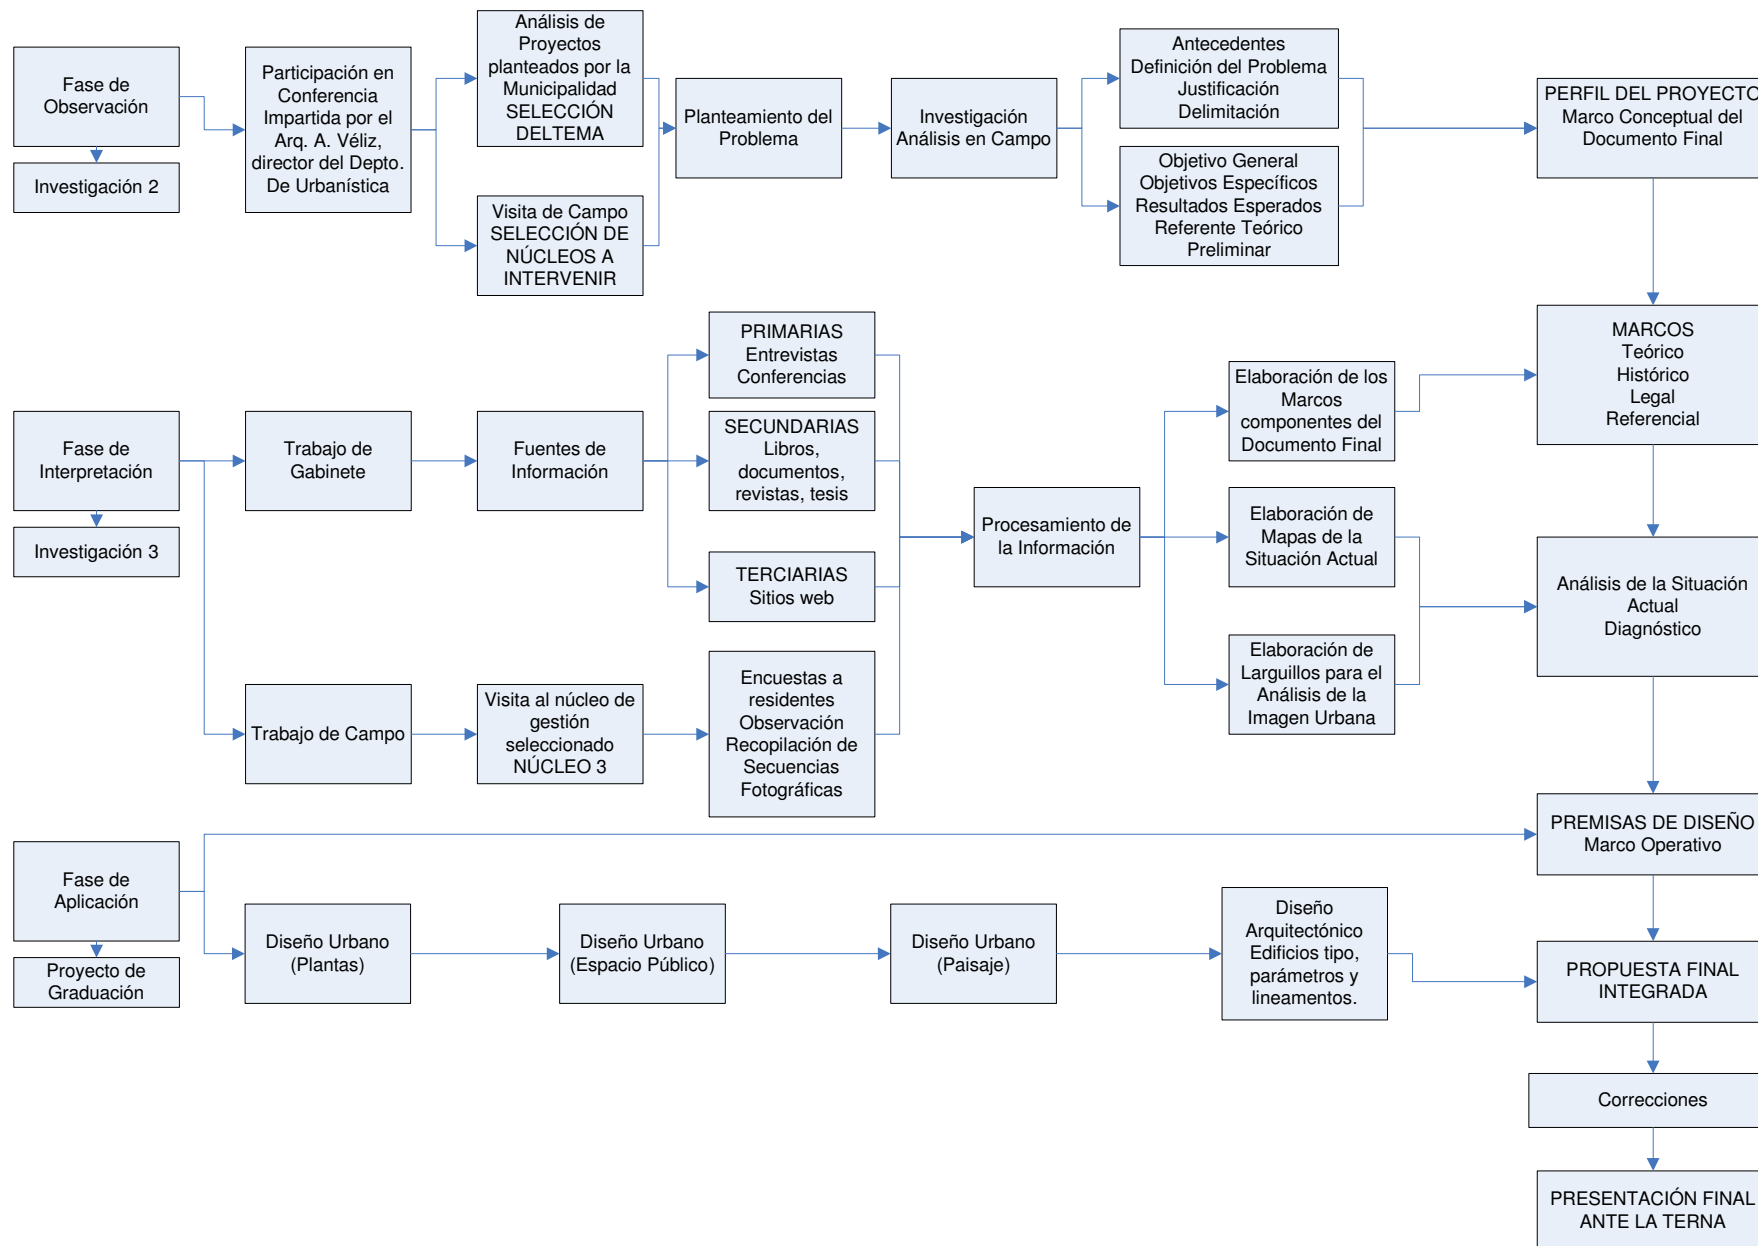 Fase de
Observación
Investigación 2
Participación en
Conferencia
Impartida por el
Arq. A. Véliz,
director del Depto.
De Urbanística
Análisis de
Proyectos
planteados por la
Municipalidad
SELECCIÓN
DELTEMA
Visita de Campo
SELECCIÓN DE
NÚCLEOS A
INTERVENIR
Planteamiento del
Problema
Investigación
Análisis en Campo
Antecedentes
Definición del Problema
Justificación
Delimitación
Objetivo General
Objetivos Específicos
Resultados Esperados
Referente Teórico
Preliminar
PERFIL DEL PROYECTO
Marco Conceptual del
Documento Final
Fase de
Interpretación
Investigación 3
Trabajo de
Gabinete
Fuentes de
Información
PRIMARIAS
Entrevistas
Conferencias
SECUNDARIAS
Libros,
documentos,
revistas, tesis
TERCIARIAS
Sitios web
Trabajo de Campo
Visita al núcleo de
gestión
seleccionado
NÚCLEO 3
Encuestas a
residentes
Observación
Recopilación de
Secuencias
Fotográficas
Procesamiento de
la Información
Elaboración de los
Marcos
componentes del
Documento Final
Elaboración de
Mapas de la
Situación Actual
Elaboración de
Larguillos para el
Análisis de la
Imagen Urbana
MARCOS
Teórico
Histórico
Legal
Referencial
Análisis de la Situación
Actual
Diagnóstico
Fase de
Aplicación
Proyecto de
Graduación
Diseño Urbano
(Plantas)
Diseño Urbano
(Espacio Público)
Diseño Urbano
(Paisaje)
Diseño
Arquitectónico
Edificios tipo,
parámetros y
lineamentos.
PREMISAS DE DISEÑO
Marco Operativo
PROPUESTA FINAL
INTEGRADA
Correcciones
PRESENTACIÓN FINAL
ANTE LA TERNA